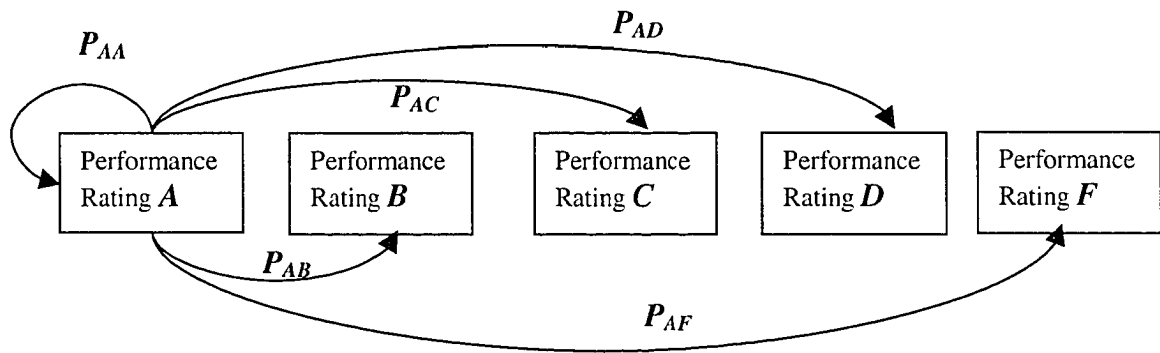 P_AD
P_AA
P_AC
Performance
Rating A
Performance
Rating B
Performance
Rating C
Performance
Rating D
Performance
Rating F
P_AB
P_AF